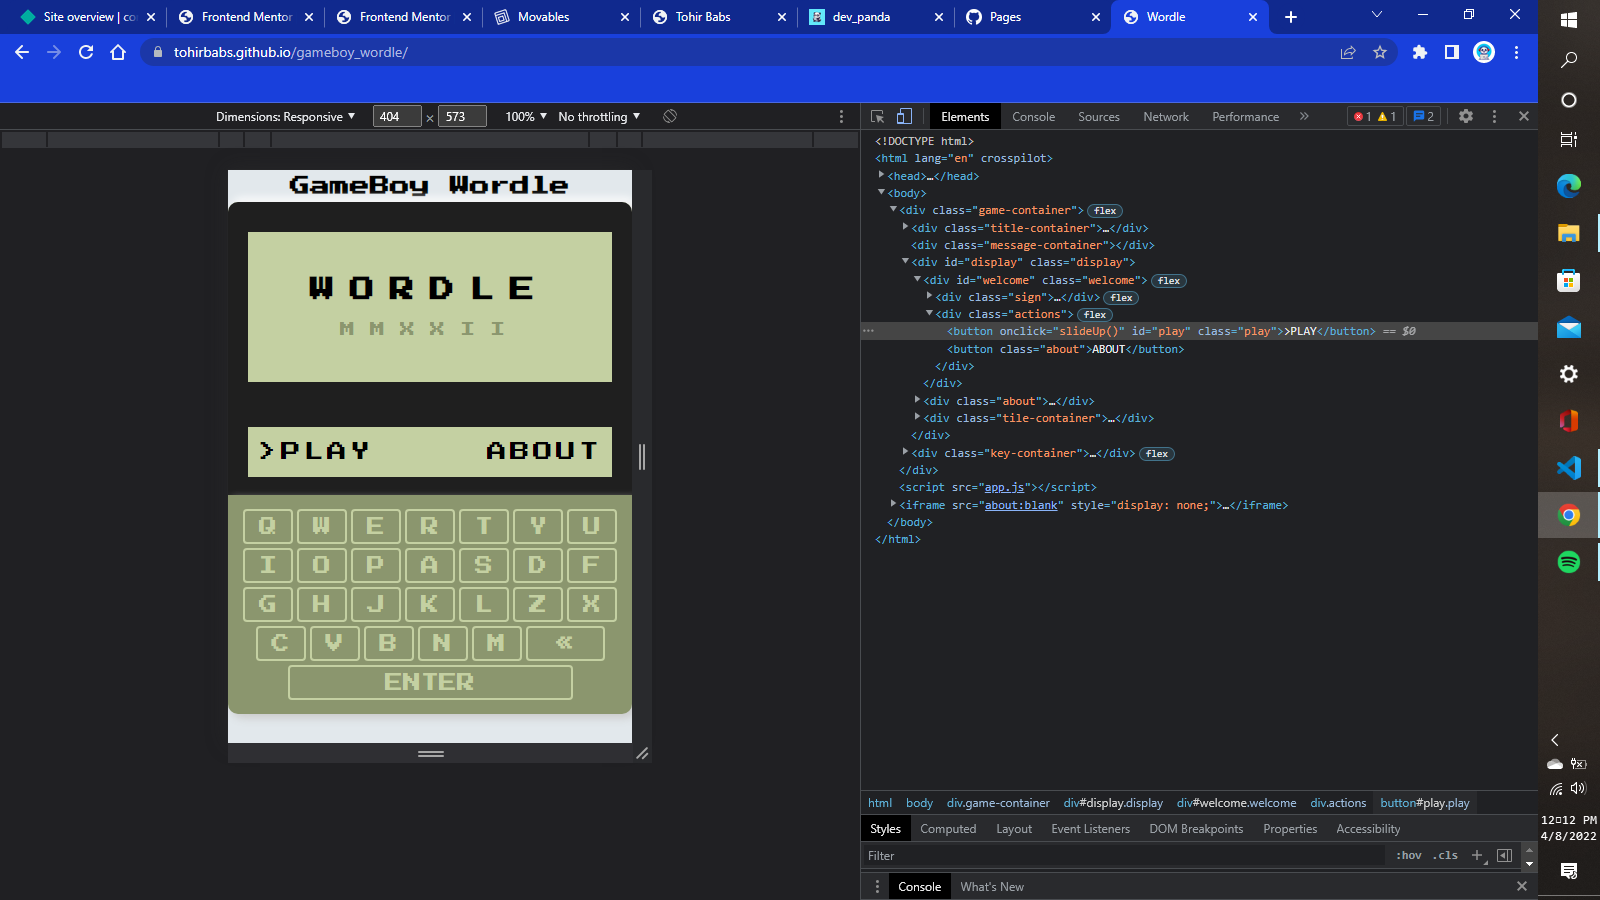 Site overview | co
Frontend Mentor
Frontend Mentor
Movables
Tohir Babs
dev_panda
Pages
Wordle
tohirbabs.github.io/gameboy_wordle/
Dimensions: Responsive ▼ 404 × 573 100% ▼ No throttling ▼
Elements Console Sources Network Performance » 1 1 2
GameBoy Wordle
WORDLE
MMXXII
>PLAY ABOUT
Q W E R T Y U
I O P A S D F
G H J K L Z X
C V B N M «
ENTER
<!DOCTYPE html>
<html lang="en" crosspilot>
<head>…</head>
<body>
<div class="game-container"> flex
<div class="title-container">…</div>
<div class="message-container"></div>
<div id="display" class="display">
<div id="welcome" class="welcome"> flex
<div class="sign">…</div> flex
<div class="actions"> flex
<button onclick="slideUp()" id="play" class="play">>PLAY</button> == $0
<button class="about">ABOUT</button>
</div>
</div>
<div class="about">…</div>
<div class="tile-container">…</div>
</div>
<div class="key-container">…</div> flex
</div>
<script src="app.js"></script>
<iframe src="about:blank" style="display: none;">…</iframe>
</body>
</html>
html body div.game-container div#display.display div#welcome.welcome div.actions button#play.play
Styles Computed Layout Event Listeners DOM Breakpoints Properties Accessibility
Filter :hov .cls +
Console What's New
12▯12 PM
4/8/2022